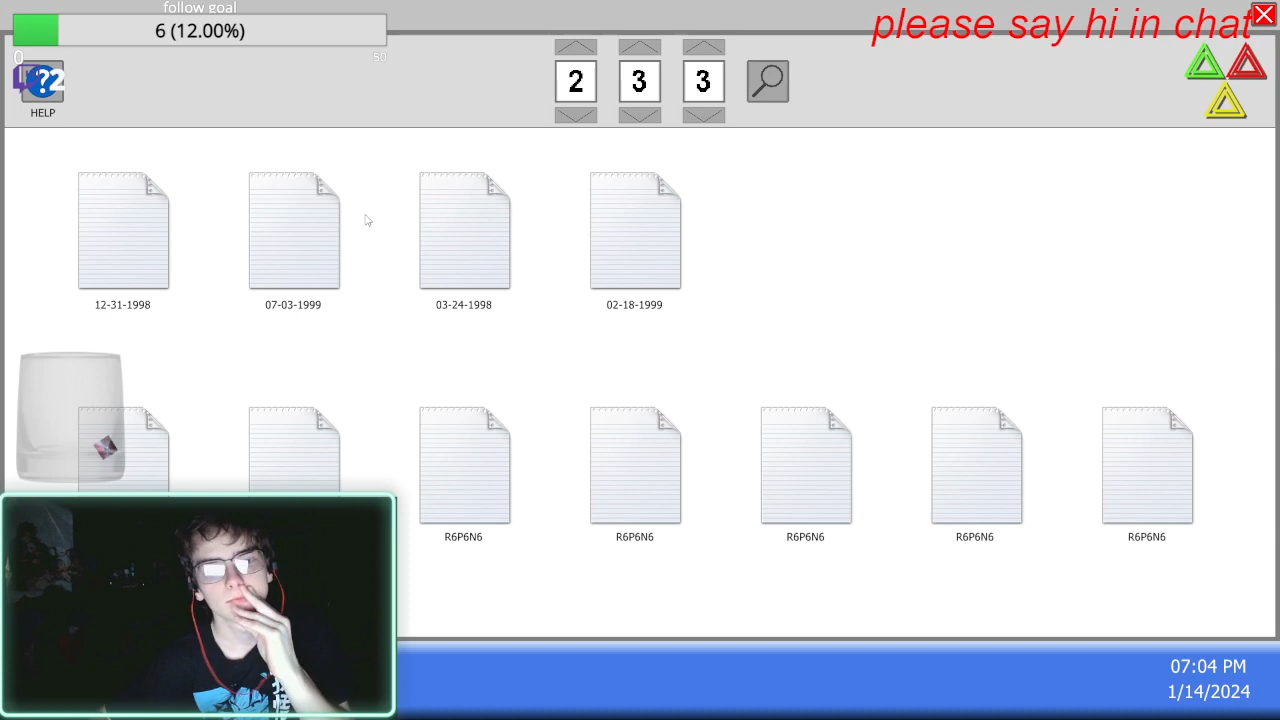 follow goal
6 (12.00%)
please say hi in chat
0
50
2
2 3 3
HELP
12-31-1998
07-03-1999
03-24-1998
02-18-1999
R6P6N6
R6P6N6
R6P6N6
R6P6N6
R6P6N6
07:04 PM
1/14/2024